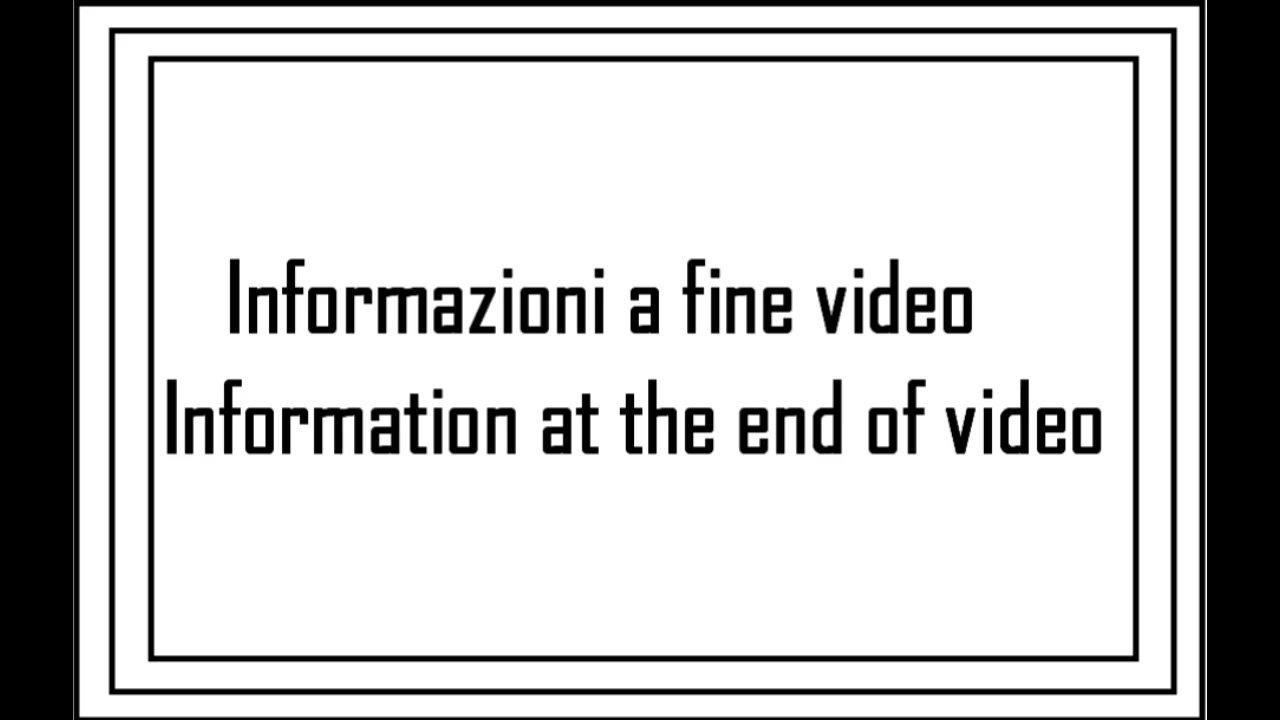 Informazioni a fine video
Information at the end of video